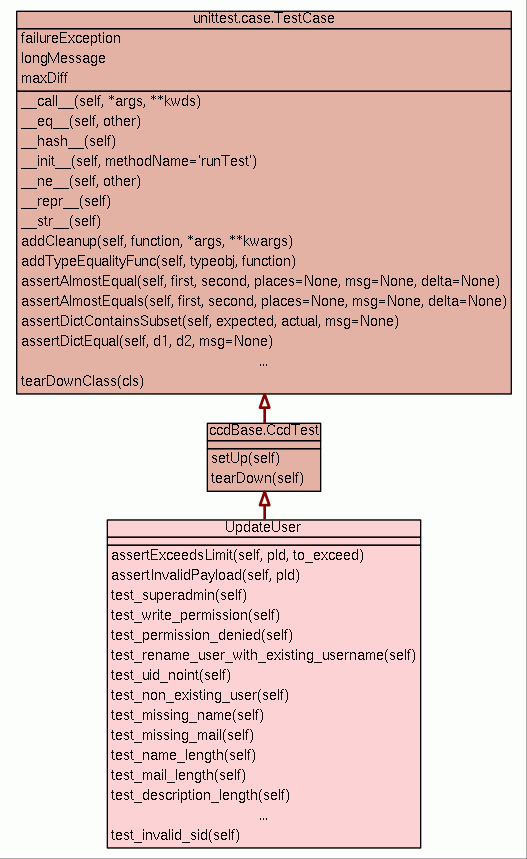 unittest.case.TestCase
failureException
longMessage
maxDiff
__call__(self, *args, **kwds)
__eq__(self, other)
__hash__(self)
__init__(self, methodName='runTest')
__ne__(self, other)
__repr__(self)
__str__(self)
addCleanup(self, function, *args, **kwargs)
addTypeEqualityFunc(self, typeobj, function)
assertAlmostEqual(self, first, second, places=None, msg=None, delta=None)
assertAlmostEquals(self, first, second, places=None, msg=None, delta=None)
assertDictContainsSubset(self, expected, actual, msg=None)
assertDictEqual(self, d1, d2, msg=None)
...
tearDownClass(cls)
ccdBase.CcdTest
setUp(self)
tearDown(self)
UpdateUser
assertExceedsLimit(self, pld, to_exceed)
assertInvalidPayload(self, pld)
test_superadmin(self)
test_write_permission(self)
test_permission_denied(self)
test_rename_user_with_existing_username(self)
test_uid_noint(self)
test_non_existing_user(self)
test_missing_name(self)
test_missing_mail(self)
test_name_length(self)
test_mail_length(self)
test_description_length(self)
...
test_invalid_sid(self)